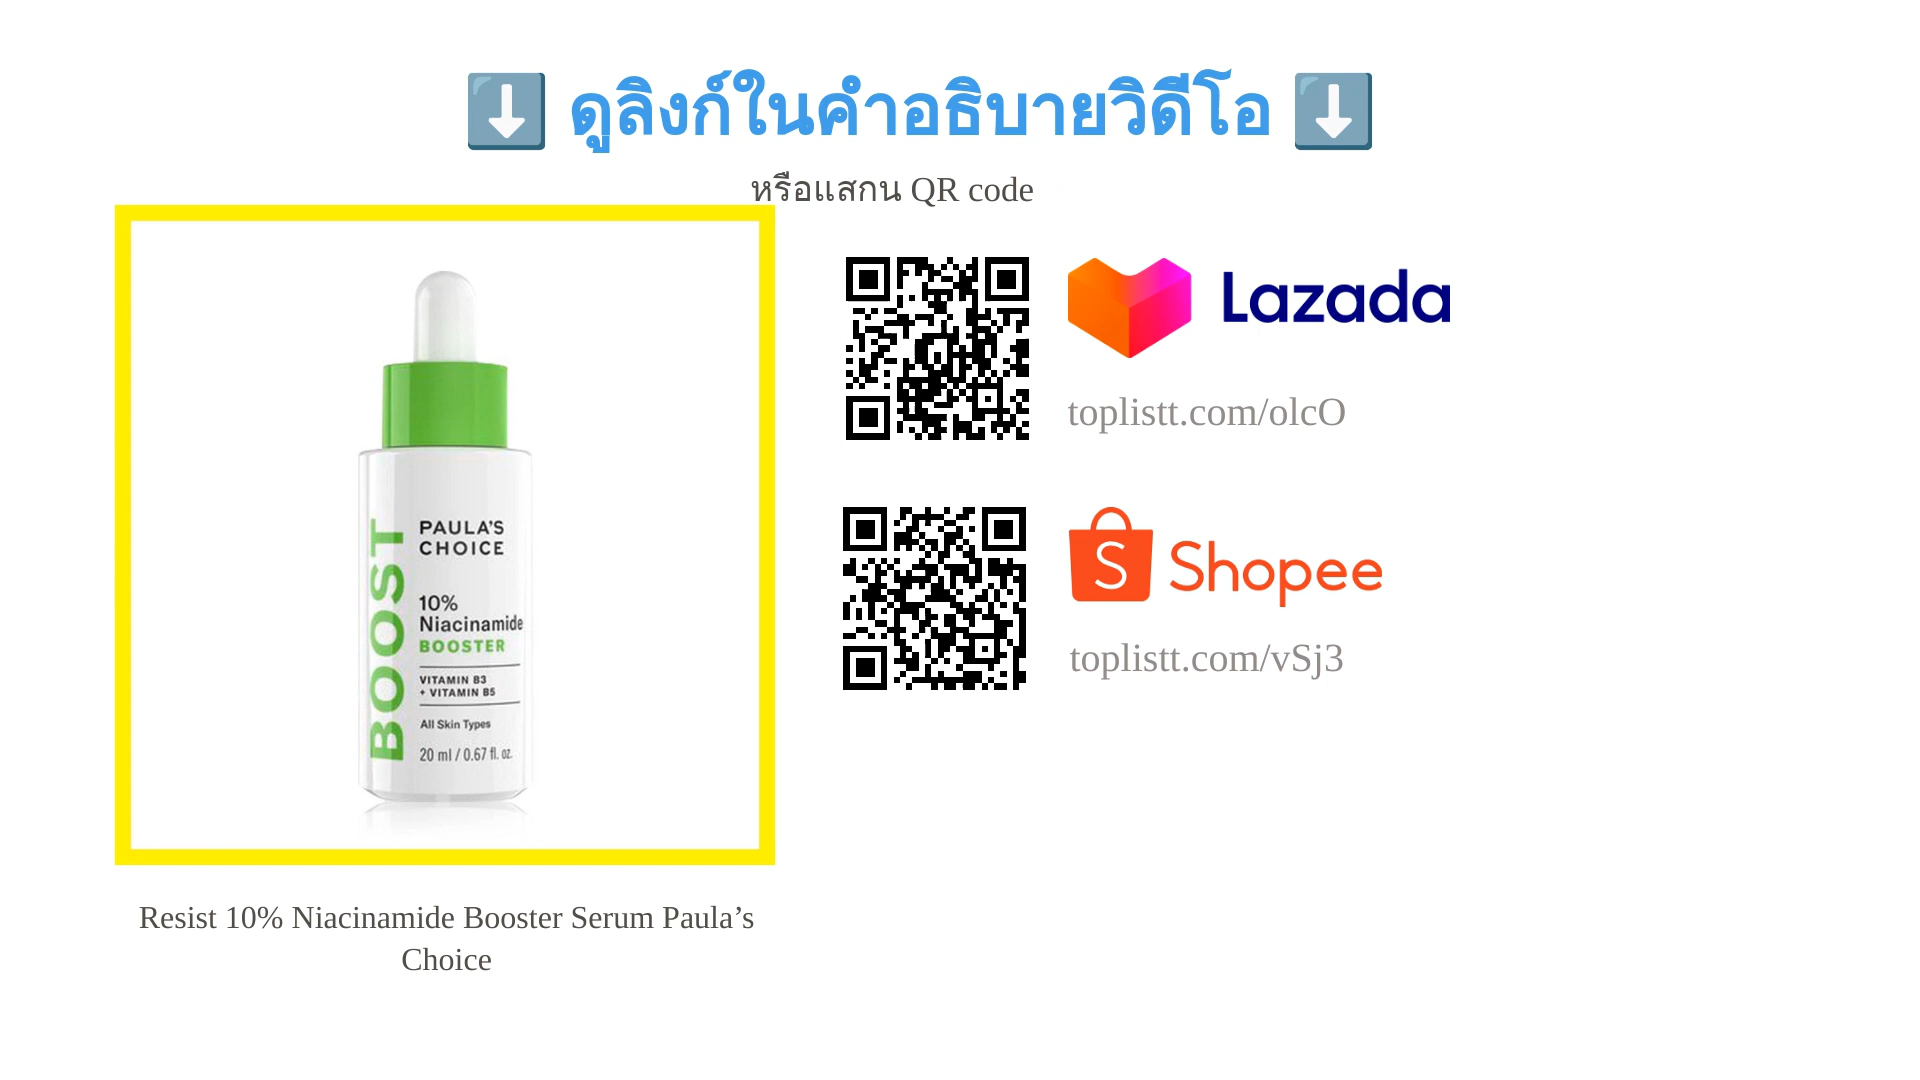 ⬇️ ดูลิงก์ในคำอธิบายวิดีโอ ⬇️
หรือแสกน QR code
PAULA'S
CHOICE
BOOST
10%
Niacinamide
BOOSTER
VITAMIN B3
+ VITAMIN B5
All Skin Types
20 ml / 0.67 fl. oz.
Resist 10% Niacinamide Booster Serum Paula’s
Choice
Lazada
toplistt.com/olcO
Shopee
toplistt.com/vSj3